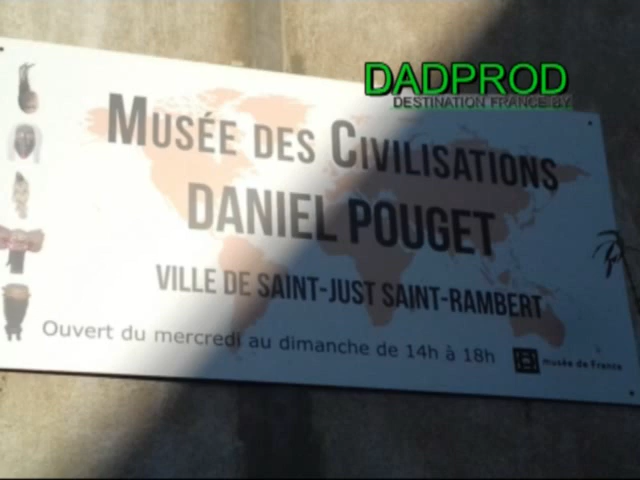 DADPROD
DESTINATION FRANCE BY
MUSÉE DES CIVILISATIONS
DANIEL POUGET
VILLE DE SAINT-JUST SAINT-RAMBERT
Ouvert du mercredi au dimanche de 14h à 18h
musée de France